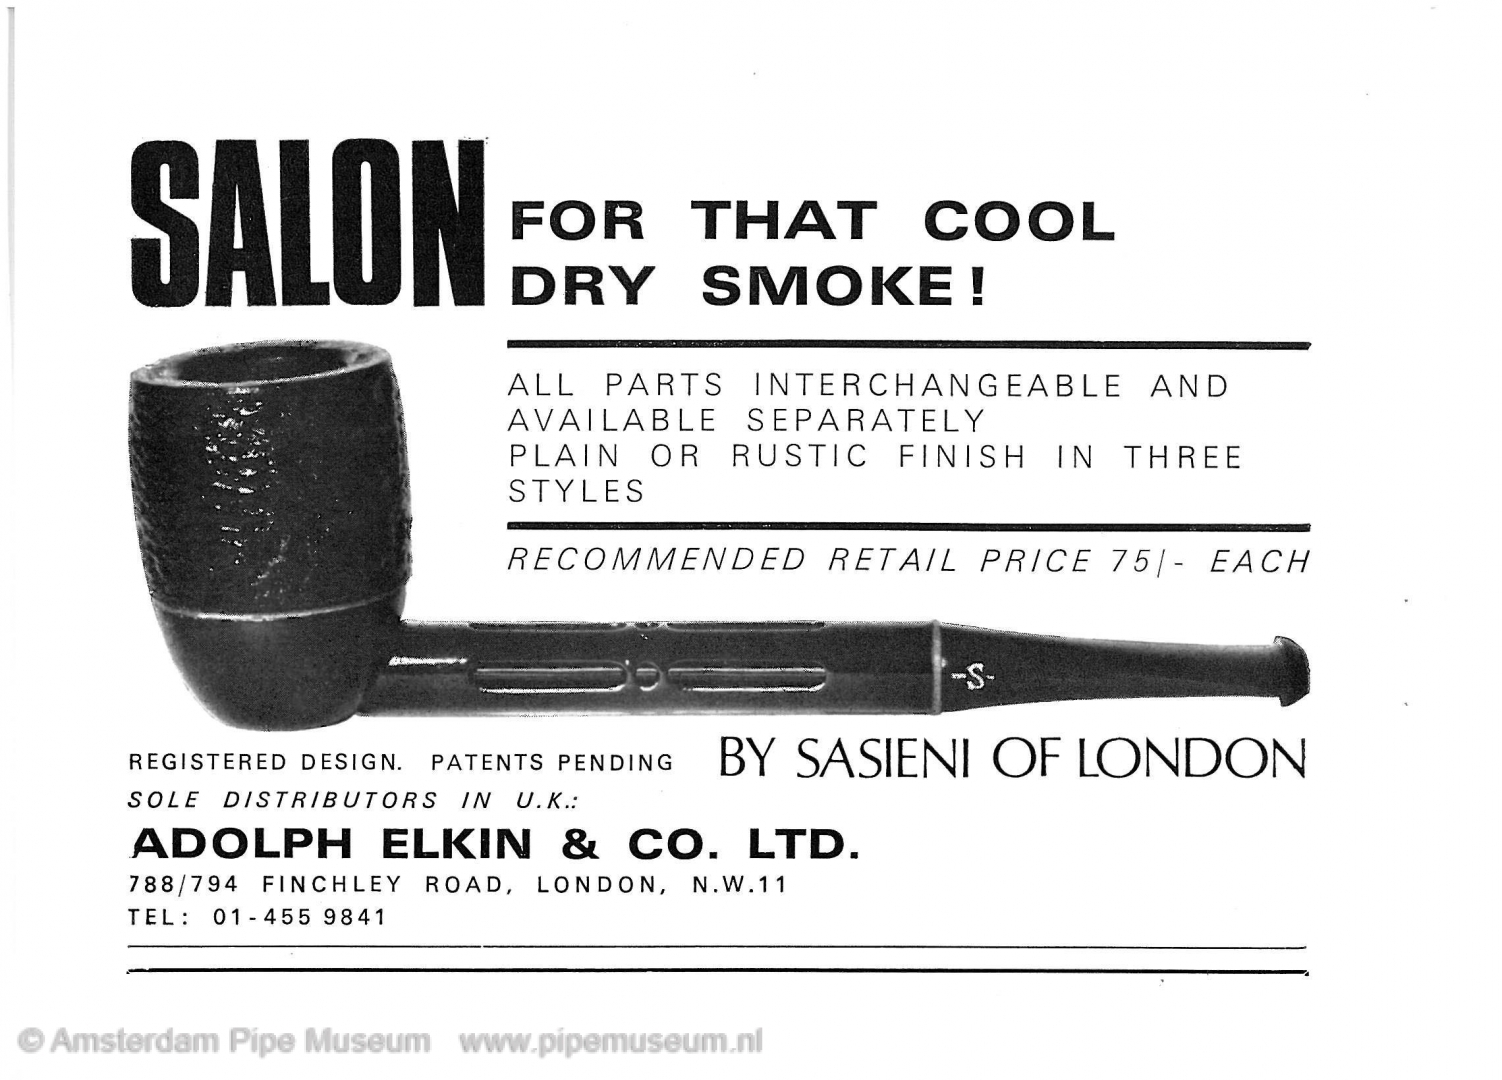 SALON
FOR THAT COOL
DRY SMOKE!
ALL PARTS INTERCHANGEABLE AND
AVAILABLE SEPARATELY
PLAIN OR RUSTIC FINISH IN THREE
STYLES
RECOMMENDED RETAIL PRICE 75/- EACH
-S-
REGISTERED DESIGN. PATENTS PENDING
BY SASIENI OF LONDON
SOLE DISTRIBUTORS IN U.K.:
ADOLPH ELKIN & CO. LTD.
788/794 FINCHLEY ROAD, LONDON, N.W.11
TEL: 01-455 9841
© Amsterdam Pipe Museum www.pipemuseum.nl